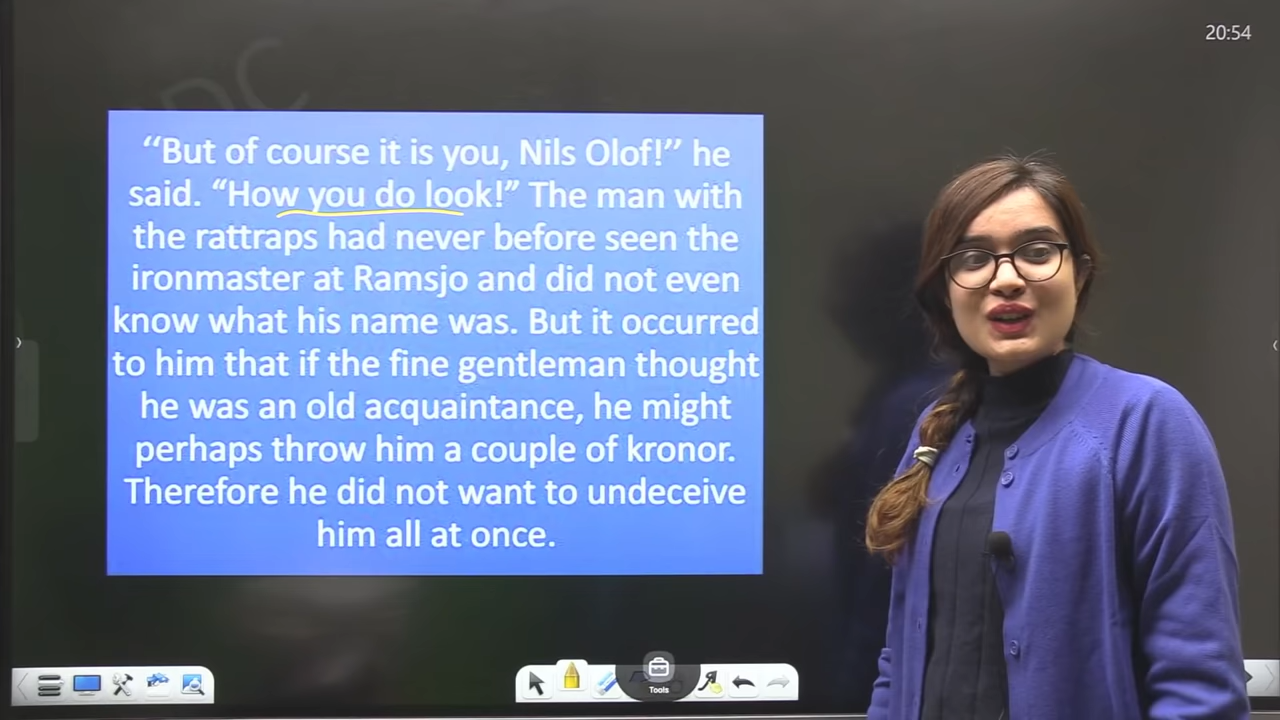 20:54
“But of course it is you, Nils Olof!” he
said. “How you do look!” The man with
the rattraps had never before seen the
ironmaster at Ramsjo and did not even
know what his name was. But it occurred
to him that if the fine gentleman thought
he was an old acquaintance, he might
perhaps throw him a couple of kronor.
Therefore he did not want to undeceive
him all at once.
Tools